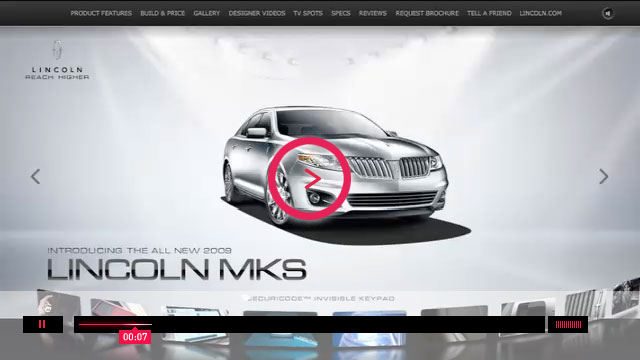 PRODUCT FEATURES BUILD & PRICE GALLERY DESIGNER VIDEOS TV SPOTS SPECS REVIEWS REQUEST BROCHURE TELL A FRIEND LINCOLN.COM
LINCOLN
REACH HIGHER
INTRODUCING THE ALL NEW 2009
LINCOLN MKS
SECURICODE™ INVISIBLE KEYPAD
00:07